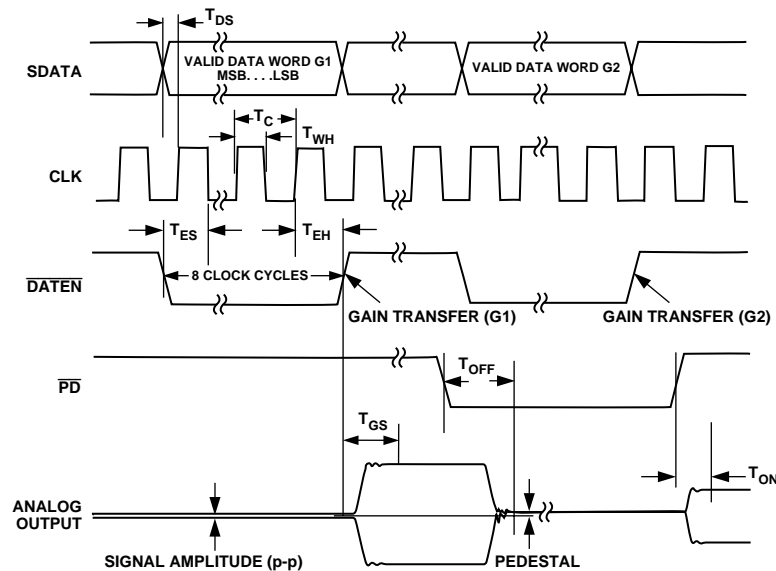 TDS
SDATA
VALID DATA WORD G1
MSB. . . .LSB
VALID DATA WORD G2
TC
TWH
CLK
TES
TEH
DATEN
8 CLOCK CYCLES
GAIN TRANSFER (G1)
GAIN TRANSFER (G2)
PD
TOFF
TGS
TON
ANALOG
OUTPUT
SIGNAL AMPLITUDE (p-p)
PEDESTAL